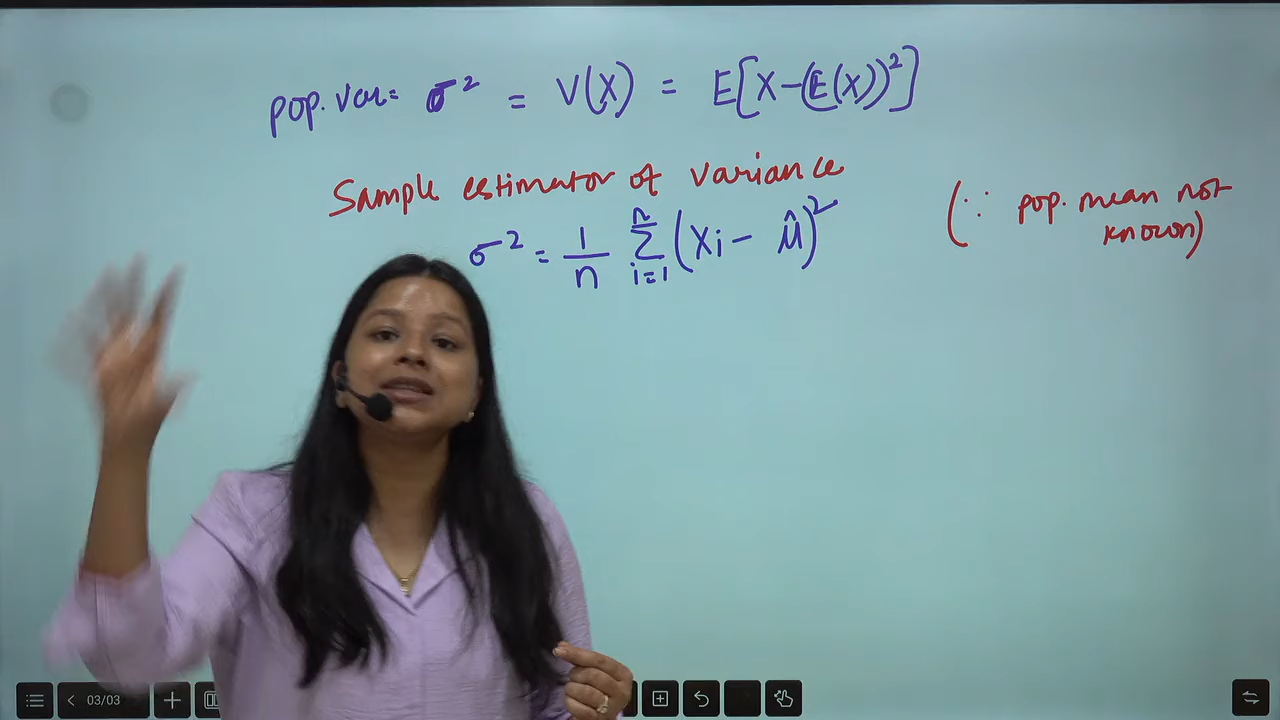 pop. var = σ² = V(X) = E[X-(E(X))²]
Sample estimator of variance
(∵ pop. mean not known)
σ² = 1/n Σ i=1 n (Xi - μ̂)²
03/03